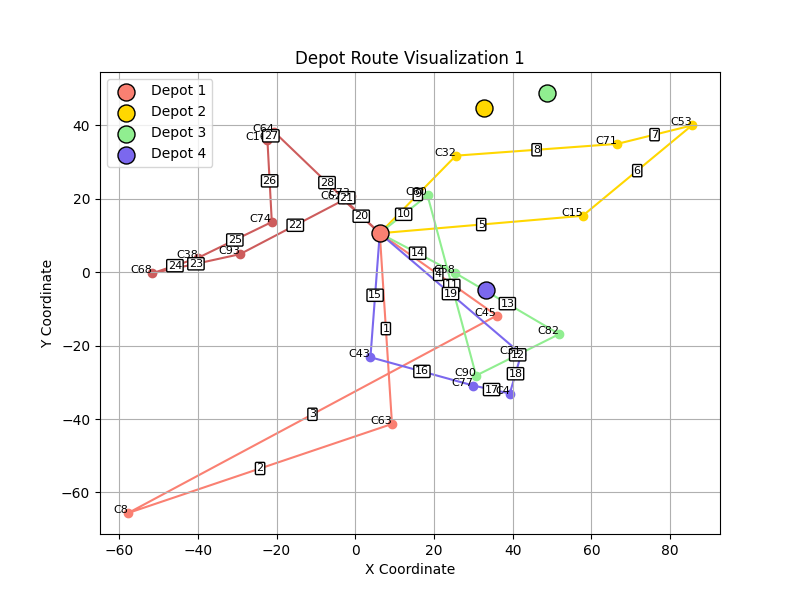 Depot Route Visualization 1
Depot 1
Depot 2
Depot 3
Depot 4
Y Coordinate
40
20
0
−20
−40
−60
−60
−40
−20
0
20
40
60
80
X Coordinate
C53
C64
27
7
C71
8
C32
6
28
26
21
20
10
C15
5
C74
22
25
C93
C38
23
24
C68
14
C58
4
11
19
13
15
C45
C82
1
12
C43
16
C90
C77
18
17
C4
3
C63
2
C8